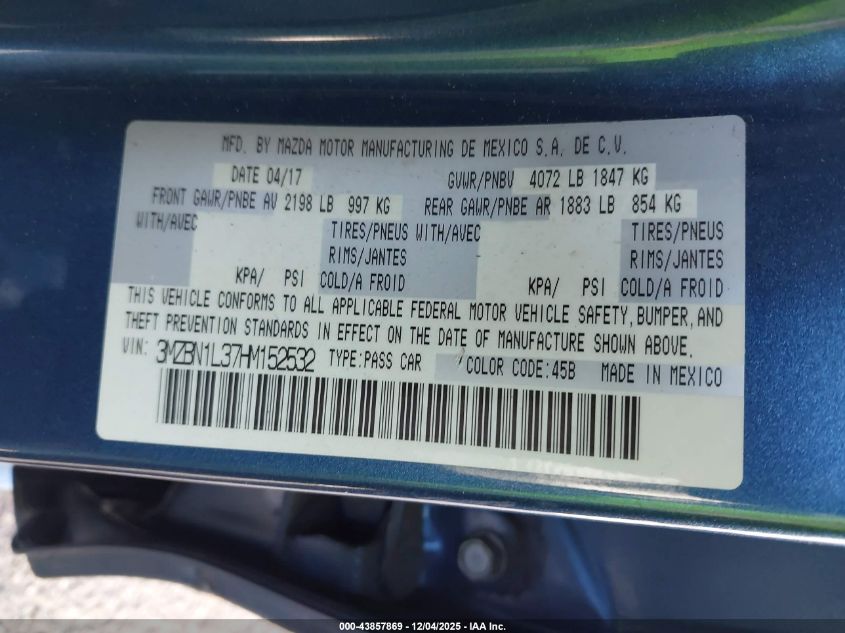 MFD. BY MAZDA MOTOR MANUFACTURING DE MEXICO S.A. DE C.V.
DATE 04/17 GVWR/PNBV 4072 LB 1847 KG
FRONT GAWR/PNBE AV 2198 LB 997 KG REAR GAWR/PNBE AR 1883 LB 854 KG
WITH/AVEC TIRES/PNEUS WITH/AVEC TIRES/PNEUS
RIMS/JANTES RIMS/JANTES
KPA/ PSI COLD/A FROID KPA/ PSI COLD/A FROID
THIS VEHICLE CONFORMS TO ALL APPLICABLE FEDERAL MOTOR VEHICLE SAFETY, BUMPER, AND
THEFT PREVENTION STANDARDS IN EFFECT ON THE DATE OF MANUFACTURE SHOWN ABOVE.
VIN: 3MZBN1L37HM152532 TYPE:PASS CAR COLOR CODE:45B MADE IN MEXICO
000-43857869 - 12/04/2025 - IAA Inc.